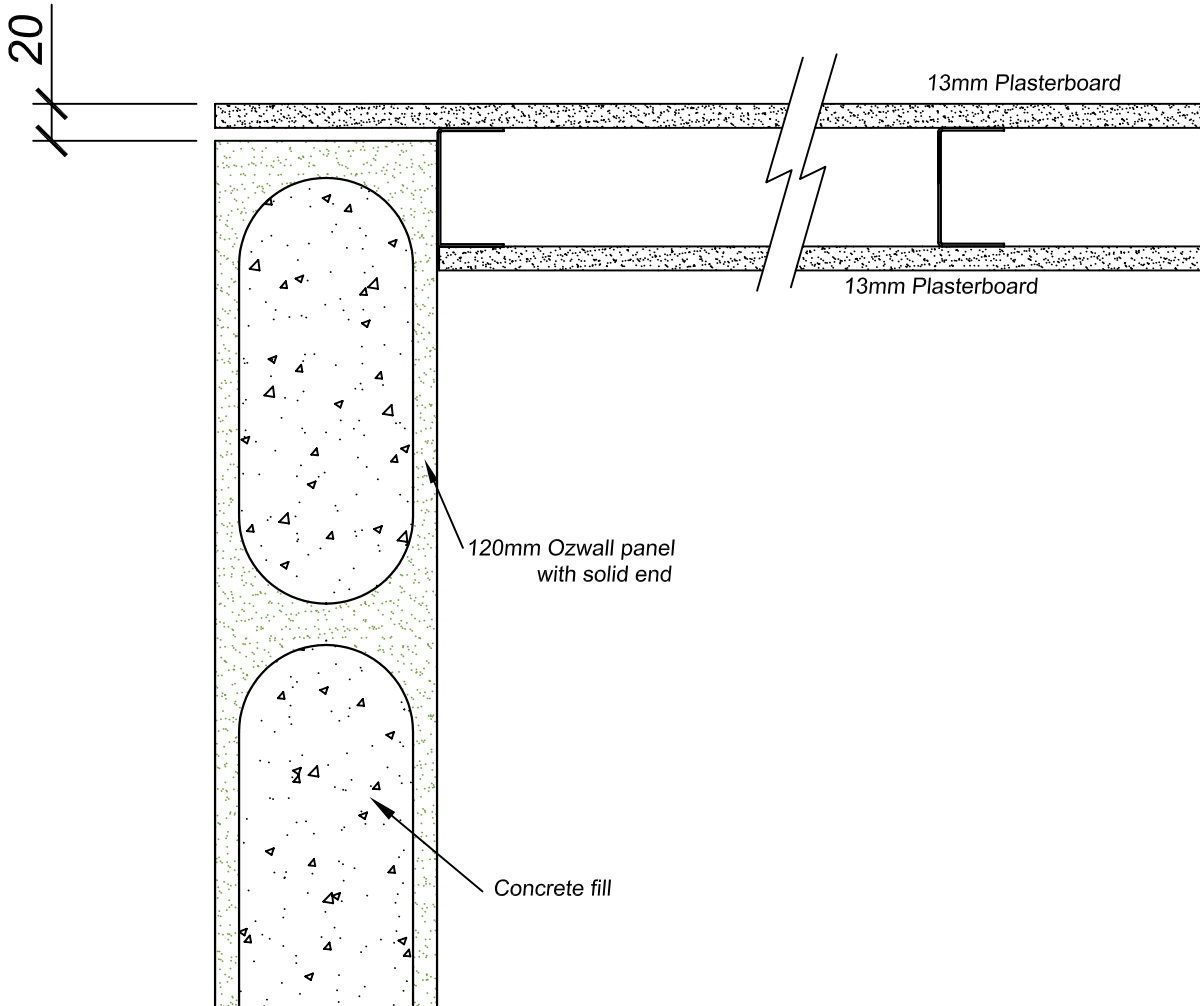 20
13mm Plasterboard
13mm Plasterboard
120mm Ozwall panel
with solid end
Concrete fill